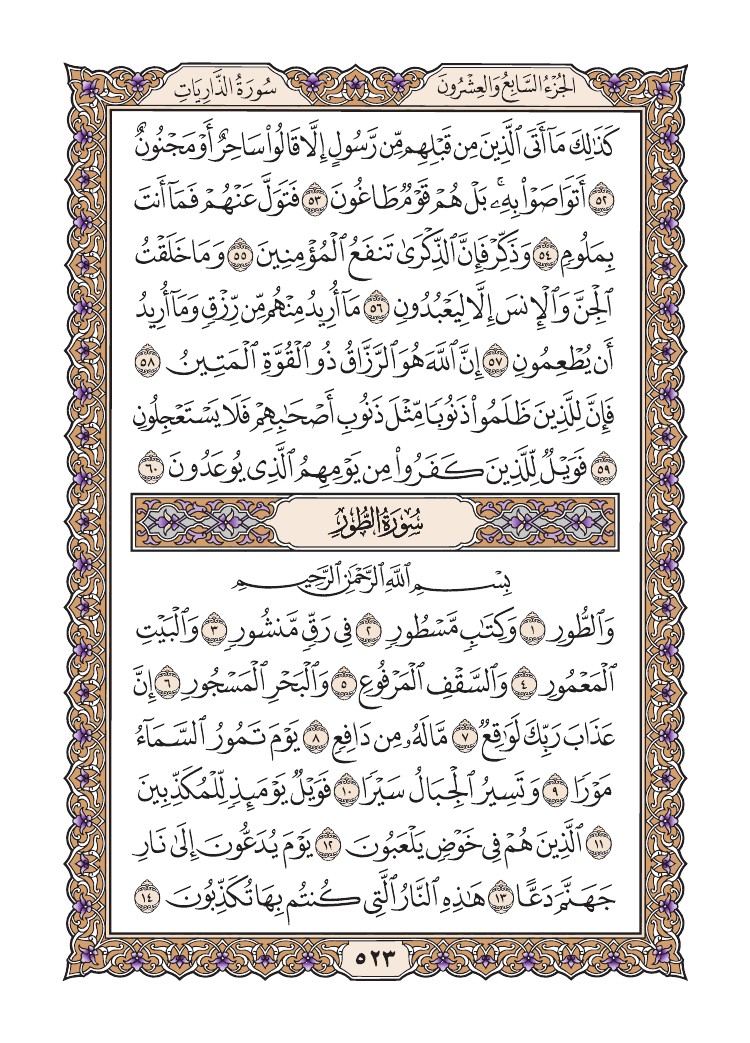 الجُزْءُ السَّابِعُ وَالعِشْرُونَ
سُورَةُ الذَّارِيَاتِ
كَذَٰلِكَ مَآ أَتَى ٱلَّذِينَ مِن قَبۡلِهِم مِّن رَّسُولٍ إِلَّا قَالُواْ سَاحِرٌ أَوۡ مَجۡنُونٌ
٥٢ أَتَوَاصَوۡاْ بِهِۦۚ بَلۡ هُمۡ قَوۡمٞ طَاغُونَ ٥٣ فَتَوَلَّ عَنۡهُمۡ فَمَآ أَنتَ
بِمَلُومٖ ٥٤ وَذَكِّرۡ فَإِنَّ ٱلذِّكۡرَىٰ تَنفَعُ ٱلۡمُؤۡمِنِينَ ٥٥ وَمَا خَلَقۡتُ
ٱلۡجِنَّ وَٱلۡإِنسَ إِلَّا لِيَعۡبُدُونِ ٥٦ مَآ أُرِيدُ مِنۡهُم مِّن رِّزۡقٖ وَمَآ أُرِيدُ
أَن يُطۡعِمُونِ ٥٧ إِنَّ ٱللَّهَ هُوَ ٱلرَّزَّاقُ ذُو ٱلۡقُوَّةِ ٱلۡمَتِينُ ٥٨
فَإِنَّ لِلَّذِينَ ظَلَمُواْ ذَنُوبٗا مِّثۡلَ ذَنُوبِ أَصۡحَٰبِهِمۡ فَلَا يَسۡتَعۡجِلُونِ
٥٩ فَوَيۡلٞ لِّلَّذِينَ كَفَرُواْ مِن يَوۡمِهِمُ ٱلَّذِي يُوعَدُونَ ٦٠
سُورَةُ الطُّورِ
بِسۡمِ ٱللَّهِ ٱلرَّحۡمَٰنِ ٱلرَّحِيمِ
وَٱلطُّورِ ١ وَكِتَٰبٖ مَّسۡطُورٖ ٢ فِي رَقّٖ مَّنشُورٖ ٣ وَٱلۡبَيۡتِ
ٱلۡمَعۡمُورِ ٤ وَٱلسَّقۡفِ ٱلۡمَرۡفُوعِ ٥ وَٱلۡبَحۡرِ ٱلۡمَسۡجُورِ ٦ إِنَّ
عَذَابَ رَبِّكَ لَوَٰقِعٞ ٧ مَّا لَهُۥ مِن دَافِعٖ ٨ يَوۡمَ تَمُورُ ٱلسَّمَآءُ
مَوۡرٗا ٩ وَتَسِيرُ ٱلۡجِبَالُ سَيۡرٗا ١٠ فَوَيۡلٞ يَوۡمَئِذٖ لِّلۡمُكَذِّبِينَ
١١ ٱلَّذِينَ هُمۡ فِي خَوۡضٖ يَلۡعَبُونَ ١٢ يَوۡمَ يُدَعُّونَ إِلَىٰ نَارِ
جَهَنَّمَ دَعًّا ١٣ هَٰذِهِ ٱلنَّارُ ٱلَّتِي كُنتُم بِهَا تُكَذِّبُونَ ١٤
٥٢٣